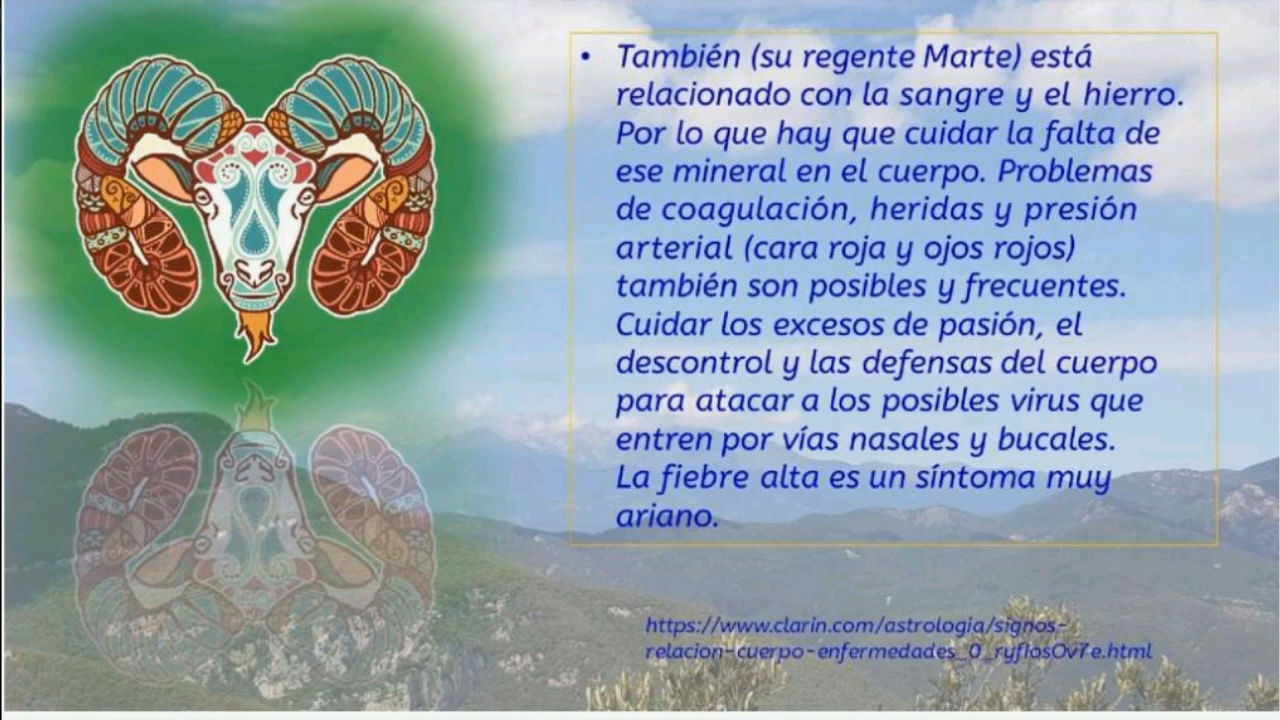 • También (su regente Marte) está
relacionado con la sangre y el hierro.
Por lo que hay que cuidar la falta de
ese mineral en el cuerpo. Problemas
de coagulación, heridas y presión
arterial (cara roja y ojos rojos)
también son posibles y frecuentes.
Cuidar los excesos de pasión, el
descontrol y las defensas del cuerpo
para atacar a los posibles virus que
entren por vías nasales y bucales.
La fiebre alta es un síntoma muy
ariano.
https://www.clarin.com/astrologia/signos-
relacion-cuerpo-enfermedades_0_ryfIosOv7e.html